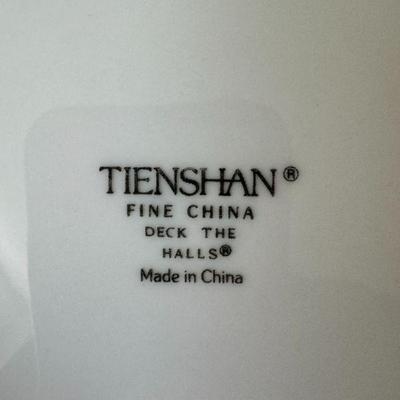 TIENSHAN®
FINE CHINA
DECK THE
HALLS®
Made in China